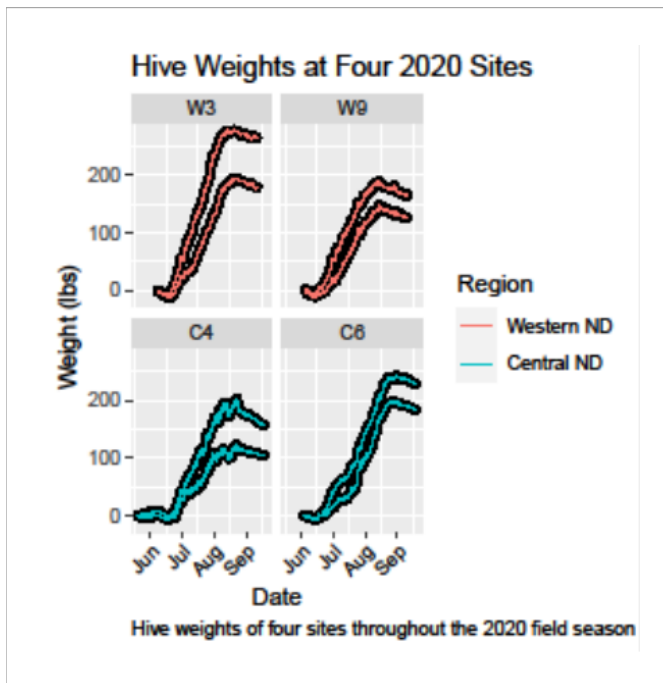 Hive Weights at Four 2020 Sites
W3 W9
200
100
0
Weight (lbs)
Region
Western ND
Central ND
C4 C6
200
100
0
Jun Jul Aug Sep Jun Jul Aug Sep
Date
Hive weights of four sites throughout the 2020 field season